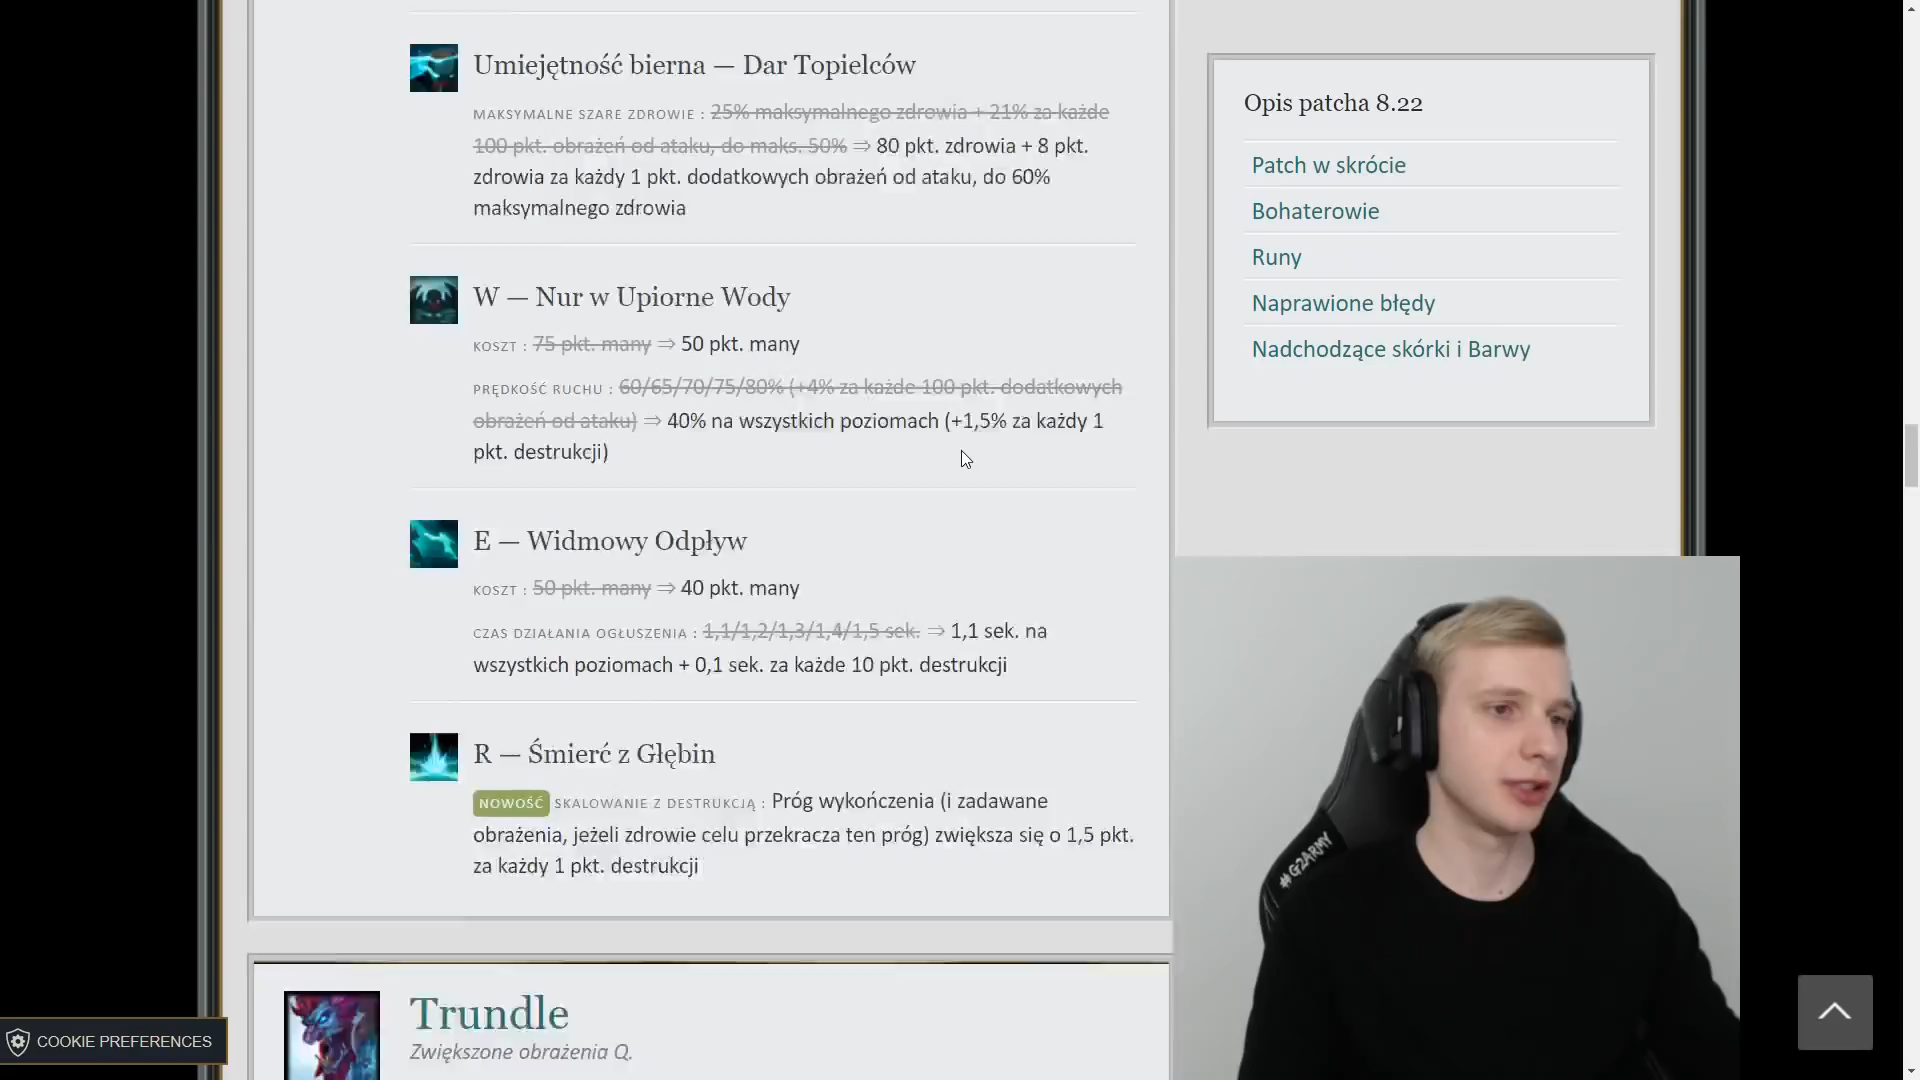 Umiejętność bierna — Dar Topielców
MAKSYMALNE SZARE ZDROWIE : 25% maksymalnego zdrowia + 21% za każde
100 pkt. obrażeń od ataku, do maks. 50% ⇒ 80 pkt. zdrowia + 8 pkt.
zdrowia za każdy 1 pkt. dodatkowych obrażeń od ataku, do 60%
maksymalnego zdrowia
W — Nur w Upiorne Wody
KOSZT : 75 pkt. many ⇒ 50 pkt. many
PRĘDKOŚĆ RUCHU : 60/65/70/75/80% (+4% za każde 100 pkt. dodatkowych
obrażeń od ataku) ⇒ 40% na wszystkich poziomach (+1,5% za każdy 1
pkt. destrukcji)
E — Widmowy Odpływ
KOSZT : 50 pkt. many ⇒ 40 pkt. many
CZAS DZIAŁANIA OGŁUSZENIA : 1,1/1,2/1,3/1,4/1,5 sek. ⇒ 1,1 sek. na
wszystkich poziomach + 0,1 sek. za każde 10 pkt. destrukcji
R — Śmierć z Głębin
NOWOŚĆ SKALOWANIE Z DESTRUKCJĄ : Próg wykończenia (i zadawane
obrażenia, jeżeli zdrowie celu przekracza ten próg) zwiększa się o 1,5 pkt.
za każdy 1 pkt. destrukcji
Trundle
Zwiększone obrażenia Q.
Opis patcha 8.22
Patch w skrócie
Bohaterowie
Runy
Naprawione błędy
Nadchodzące skórki i Barwy
#G2ARMY
COOKIE PREFERENCES